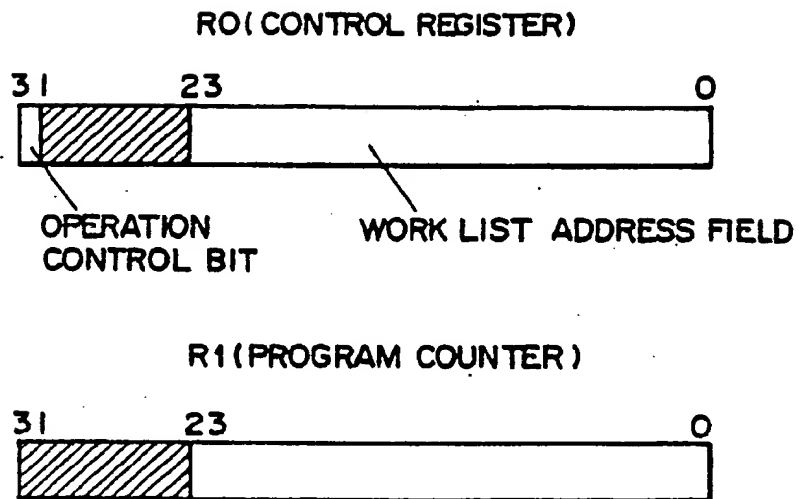 R0(CONTROL REGISTER)
31 23 0
OPERATION WORK LIST ADDRESS FIELD
CONTROL BIT
R1(PROGRAM COUNTER)
31 23 0